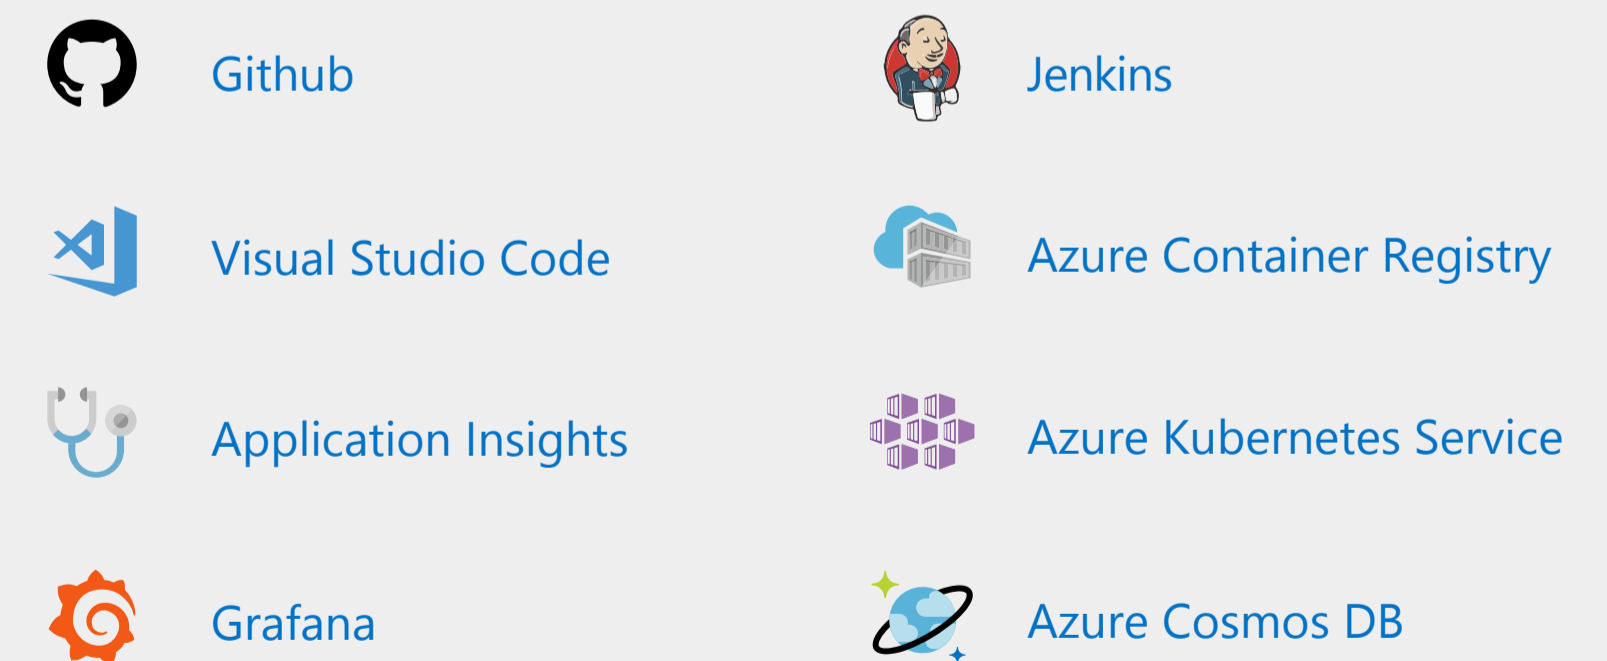 Github
Jenkins
Visual Studio Code
Azure Container Registry
Application Insights
Azure Kubernetes Service
Grafana
Azure Cosmos DB